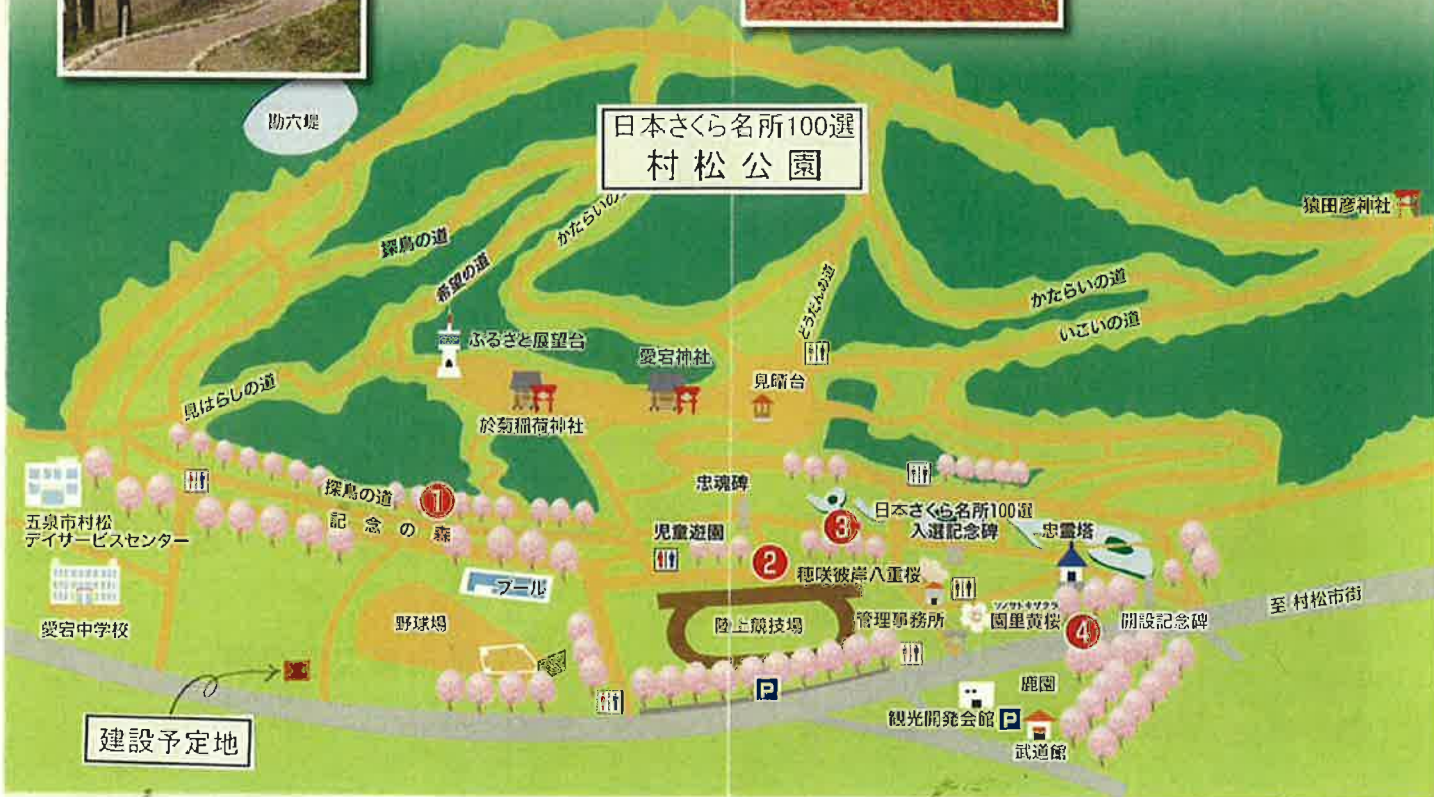 勘六堤
日本さくら名所100選
村松公園
猿田彦神社
探鳥の道
希望の道
かたらいの
どうだんの道
かたらいの道
いこいの道
ふるさと展望台
愛宕神社
見晴台
見はらしの道
於菊稲荷神社
忠魂碑
探鳥の道
記念の森
1
五泉市村松
デイサービスセンター
児童遊園
2
3
日本さくら名所100選
入選記念碑
忠霊塔
穂咲彼岸八重桜
プール
愛宕中学校
野球場
陸上競技場
管理事務所
ソノサトキザクラ
園里黄桜
4
開設記念碑
至 村松市街
P
鹿園
観光開発会館
P
武道館
建設予定地